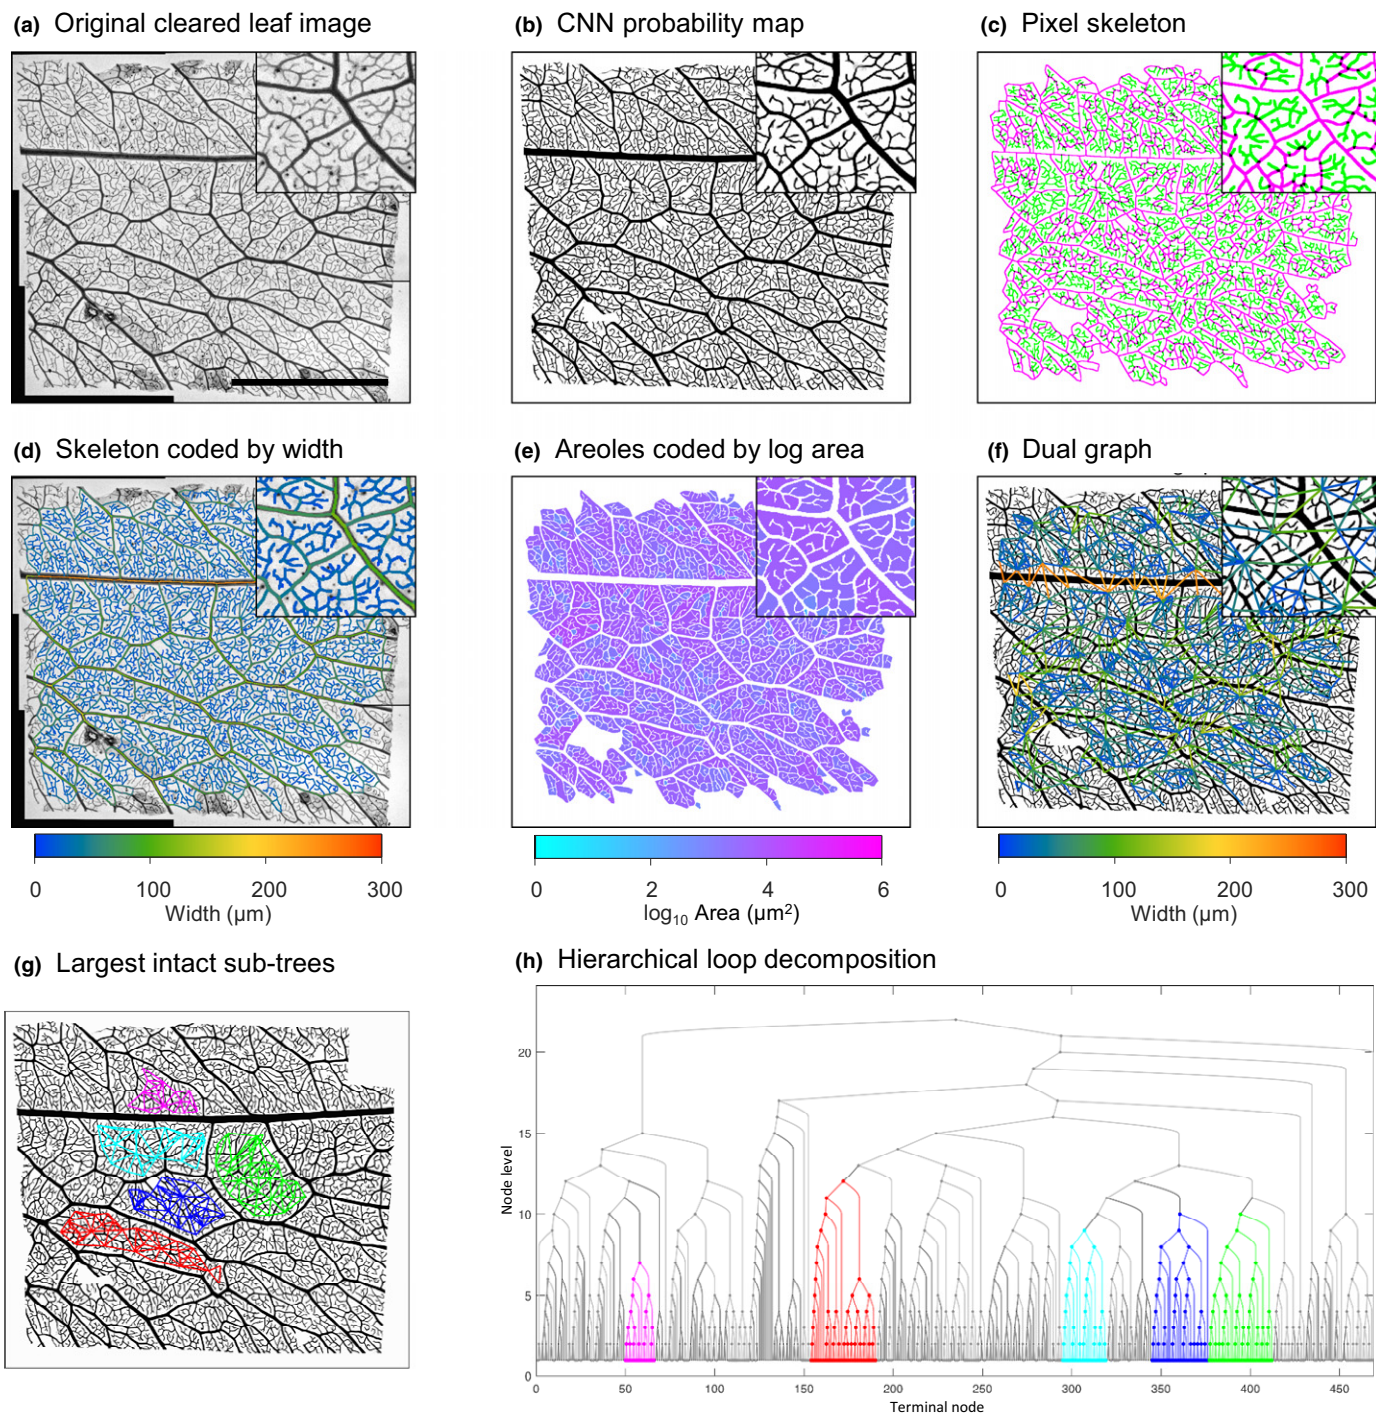 (a) Original cleared leaf image
(b) CNN probability map
(c) Pixel skeleton
(d) Skeleton coded by width
(e) Areoles coded by log area
(f) Dual graph
0 100 200 300
Width (µm)
0 2 4 6
log₁₀ Area (µm²)
0 100 200 300
Width (µm)
(g) Largest intact sub-trees
(h) Hierarchical loop decomposition
20
15
10
5
0
Node level
0 50 100 150 200 250 300 350 400 450
Terminal node